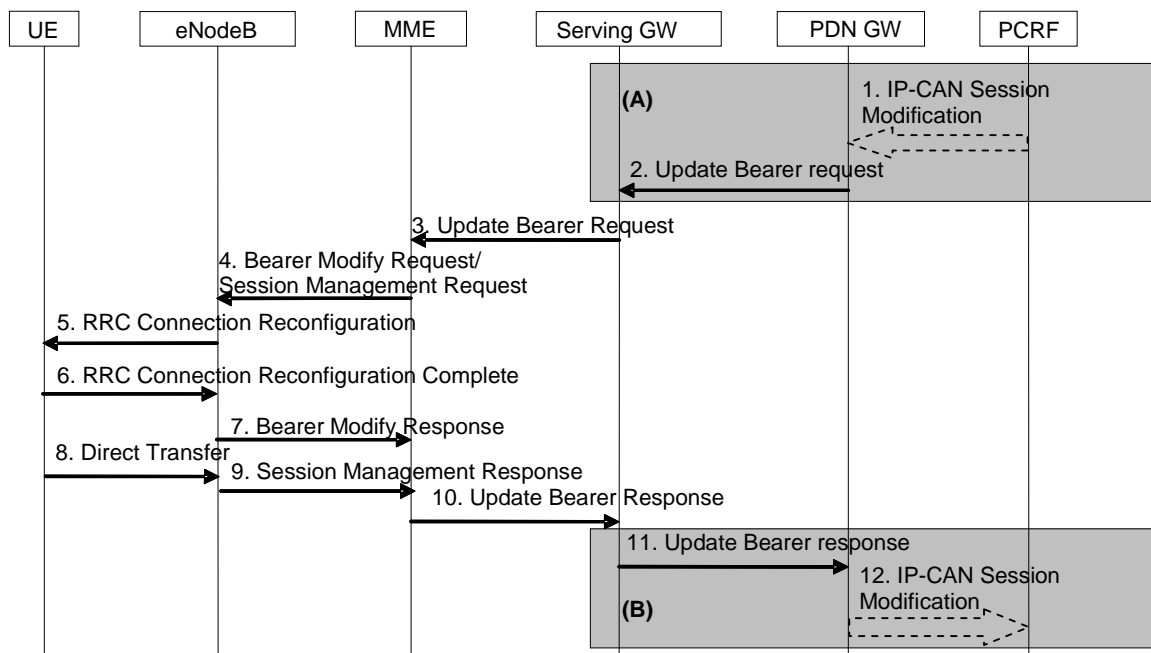 UE eNodeB MME Serving GW PDN GW PCRF
(A)
1. IP-CAN Session
Modification
2. Update Bearer request
3. Update Bearer Request
4. Bearer Modify Request/
Session Management Request
5. RRC Connection Reconfiguration
6. RRC Connection Reconfiguration Complete
7. Bearer Modify Response
8. Direct Transfer
9. Session Management Response
10. Update Bearer Response
11. Update Bearer response
12. IP-CAN Session
Modification
(B)